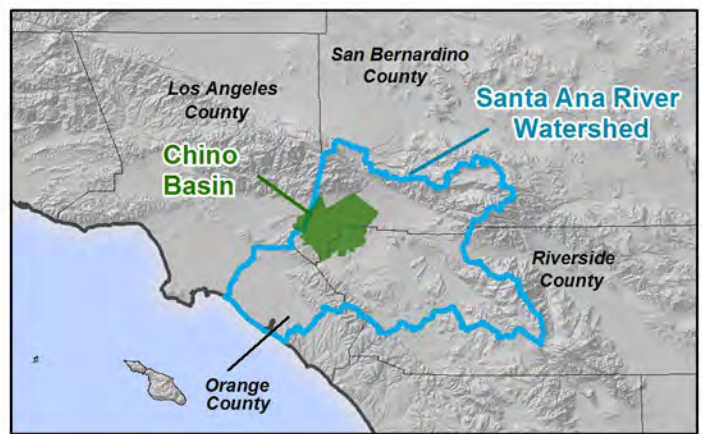 San Bernardino
County
Los Angeles
County
Santa Ana River
Watershed
Chino
Basin
Riverside
County
Orange
County